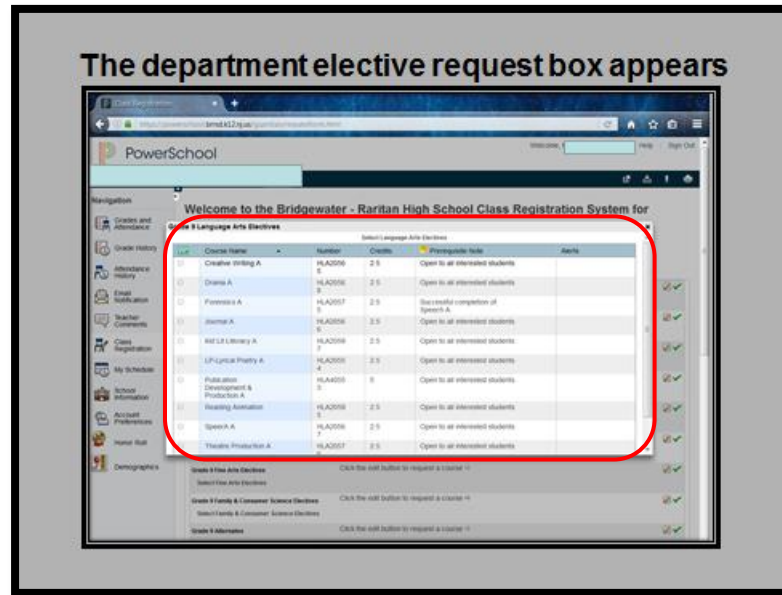 The department elective request box appears
Class Registration
PowerSchool
Welcome,
Help
Sign Out
Navigation
Grades and Attendance
Grade History
Attendance History
Email Notification
Teacher Comments
Class Registration
My Schedule
School Information
Account Preferences
Honor Roll
Demographics
Welcome to the Bridgewater - Raritan High School Class Registration System for
Grade 9 Language Arts Electives
Select Language Arts Electives
Course Name Number Credits Prerequisite Note Alerts
Creative Writing A 2.5 Open to all interested students
Drama A 2.5 Open to all interested students
Forensics A 2.5 Successful completion of
Speech A.
Journal A 2.5 Open to all interested students
Kid Lit Literacy A 2.5 Open to all interested students
LP-Lyrical Poetry A 2.5 Open to all interested students
Publication 5 Open to all interested students
Development &
Production A
Reading Animation 2.5 Open to all interested students
Speech A 2.5 Open to all interested students
Theatre Production A 2.5 Open to all interested students
Grade 9 Fine Arts Electives Click the edit button to request a course
Select Fine Arts Electives
Grade 9 Family & Consumer Science Electives Click the edit button to request a course
Select Family & Consumer Science Electives
Grade 9 Alternates Click the edit button to request a course